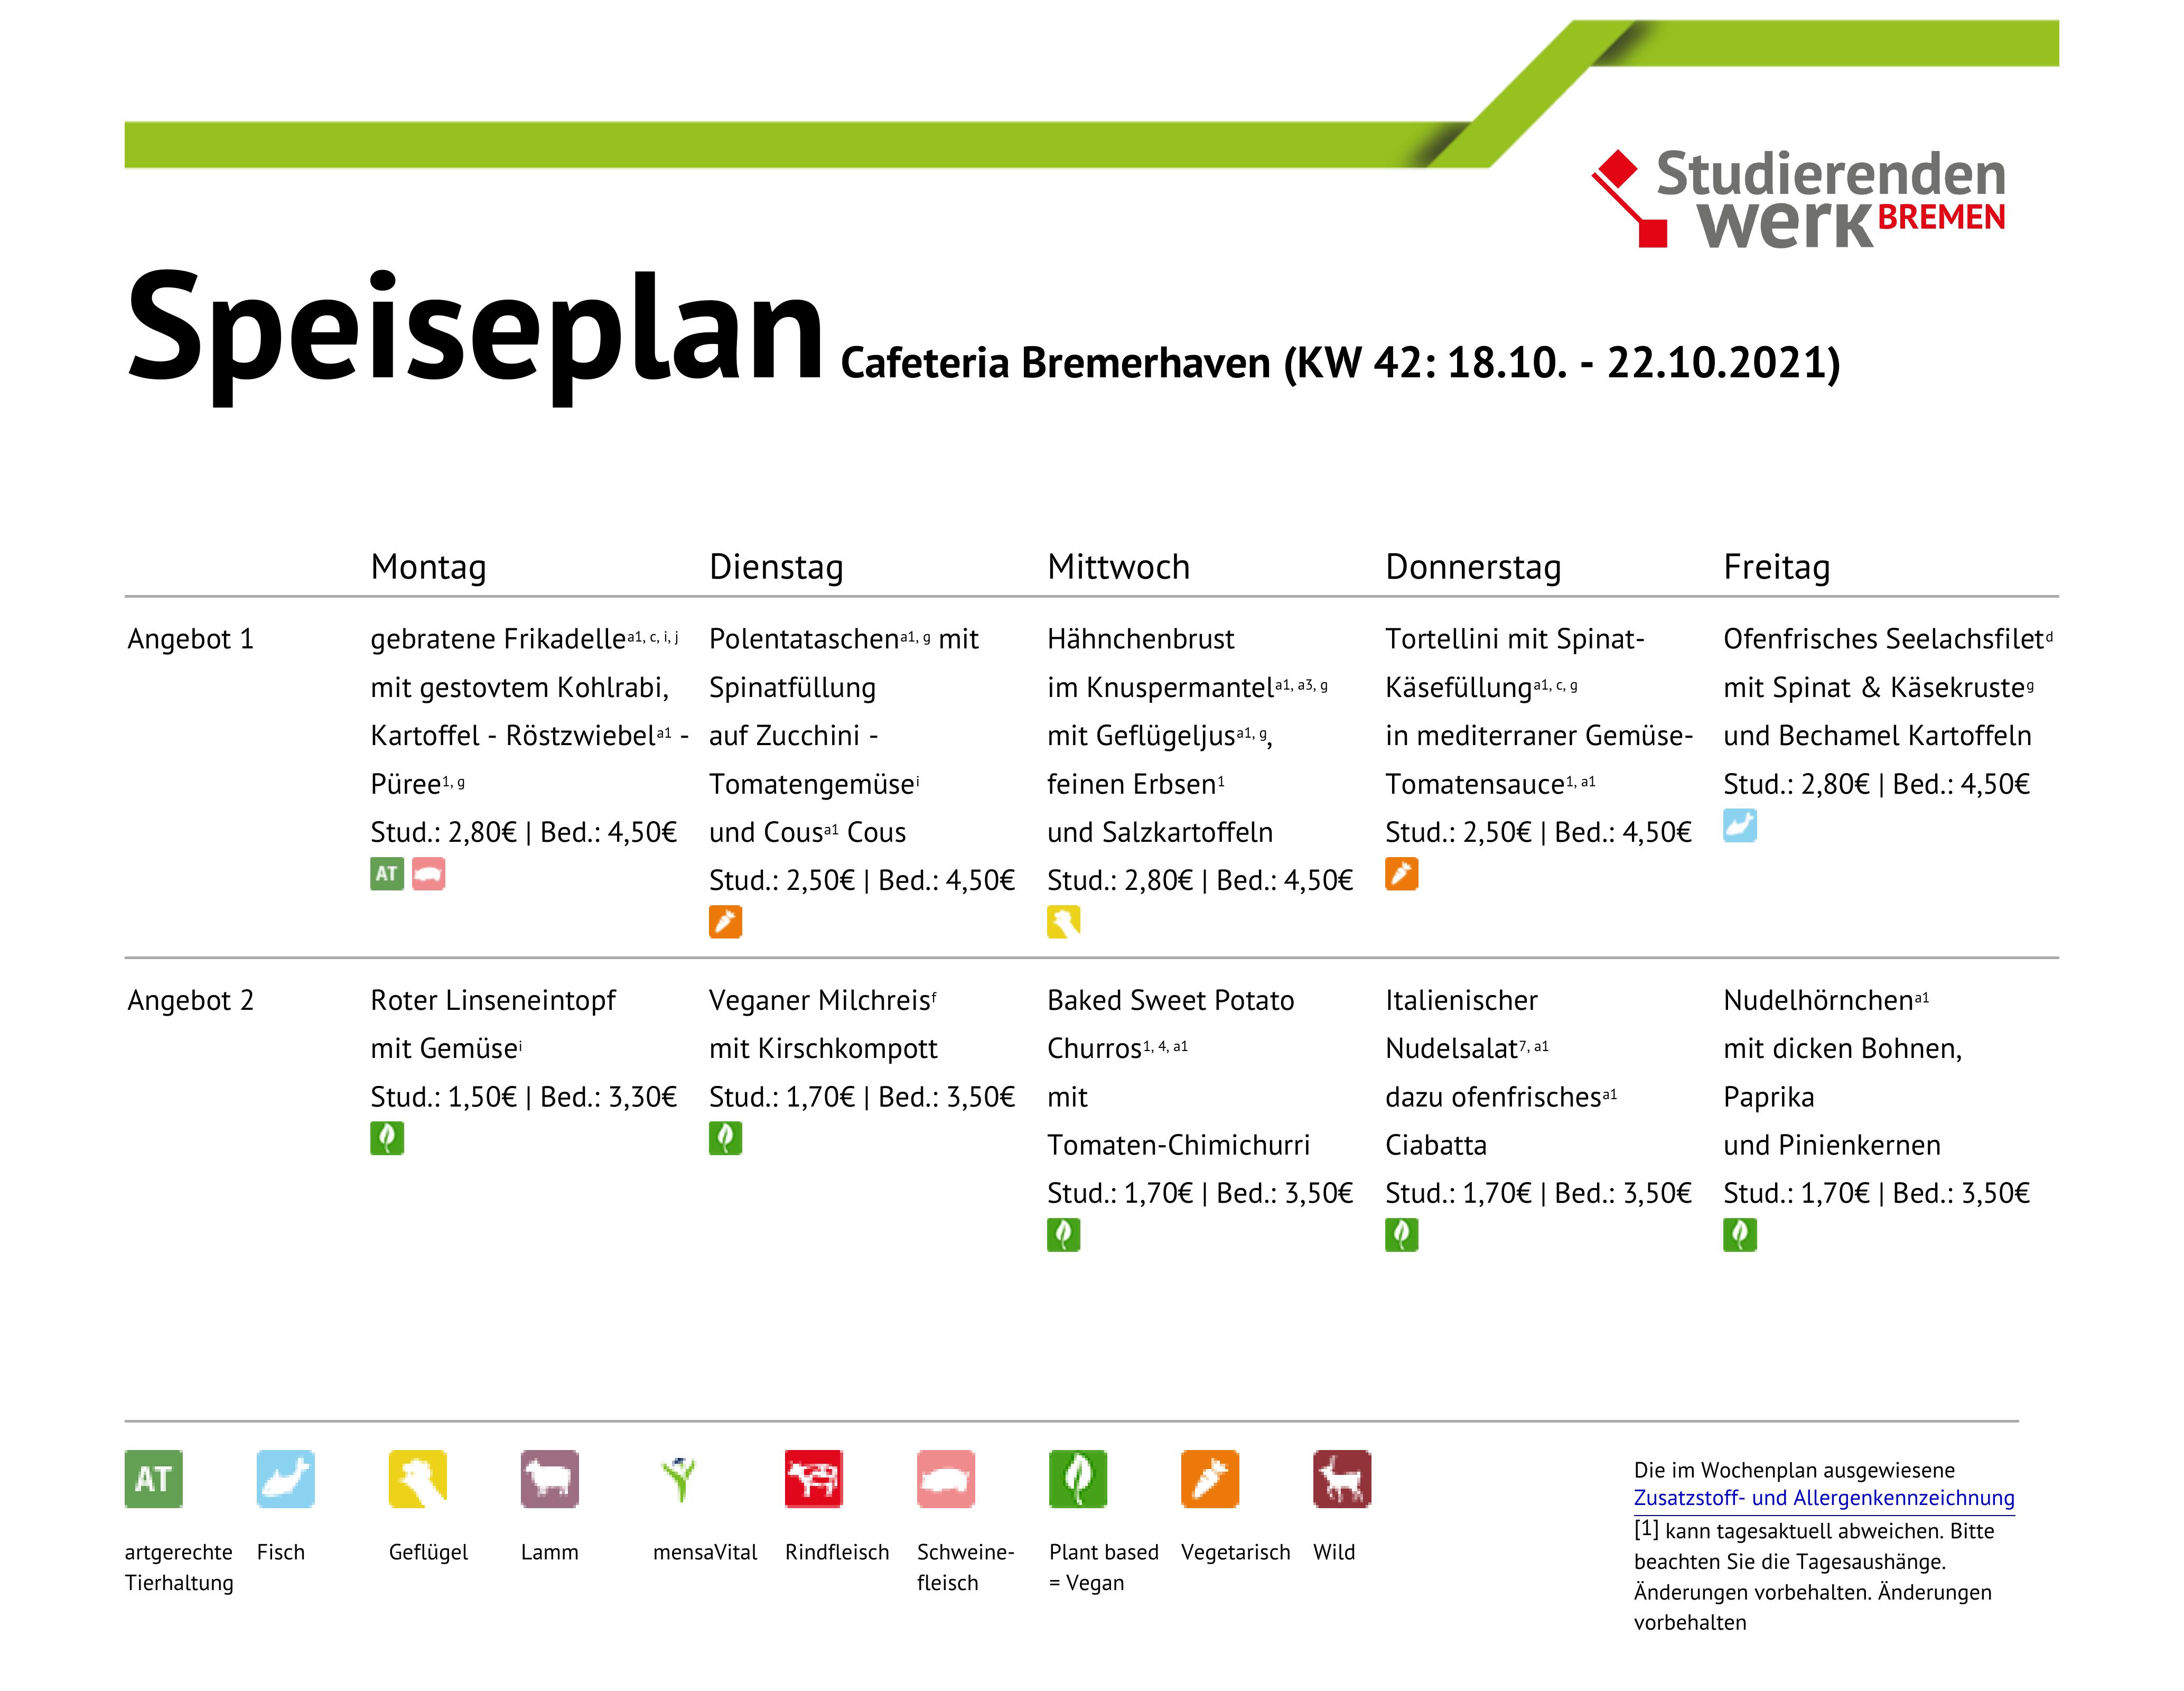 Studierenden
werk BREMEN
Speiseplan Cafeteria Bremerhaven (KW 42: 18.10. - 22.10.2021)
Montag Dienstag Mittwoch Donnerstag Freitag
Angebot 1
gebratene Frikadelle a1, c, i, j
mit gestovtem Kohlrabi,
Kartoffel - Röstzwiebel a1 -
Püree 1, g
Stud.: 2,80€ | Bed.: 4,50€
AT
Polentataschen a1, g mit
Spinatfüllung
auf Zucchini -
Tomatengemüse i
und Cous a1 Cous
Stud.: 2,50€ | Bed.: 4,50€
Hähnchenbrust
im Knuspermantel a1, a3, g
mit Geflügeljus a1, g,
feinen Erbsen 1
und Salzkartoffeln
Stud.: 2,80€ | Bed.: 4,50€
Tortellini mit Spinat-
Käsefüllung a1, c, g
in mediterraner Gemüse-
Tomatensauce 1, a1
Stud.: 2,50€ | Bed.: 4,50€
Ofenfrisches Seelachsfilet d
mit Spinat & Käsekruste g
und Bechamel Kartoffeln
Stud.: 2,80€ | Bed.: 4,50€
Angebot 2
Roter Linseneintopf
mit Gemüse i
Stud.: 1,50€ | Bed.: 3,30€
Veganer Milchreis f
mit Kirschkompott
Stud.: 1,70€ | Bed.: 3,50€
Baked Sweet Potato
Churros 1, 4, a1
mit
Tomaten-Chimichurri
Stud.: 1,70€ | Bed.: 3,50€
Italienischer
Nudelsalat 7, a1
dazu ofenfrisches a1
Ciabatta
Stud.: 1,70€ | Bed.: 3,50€
Nudelhörnchen a1
mit dicken Bohnen,
Paprika
und Pinienkernen
Stud.: 1,70€ | Bed.: 3,50€
AT
artgerechte
Tierhaltung
Fisch
Geflügel
Lamm
mensaVital
Rindfleisch
Schweine-
fleisch
Plant based
= Vegan
Vegetarisch
Wild
Die im Wochenplan ausgewiesene
Zusatzstoff- und Allergenkennzeichnung
[1] kann tagesaktuell abweichen. Bitte
beachten Sie die Tagesaushänge.
Änderungen vorbehalten. Änderungen
vorbehalten